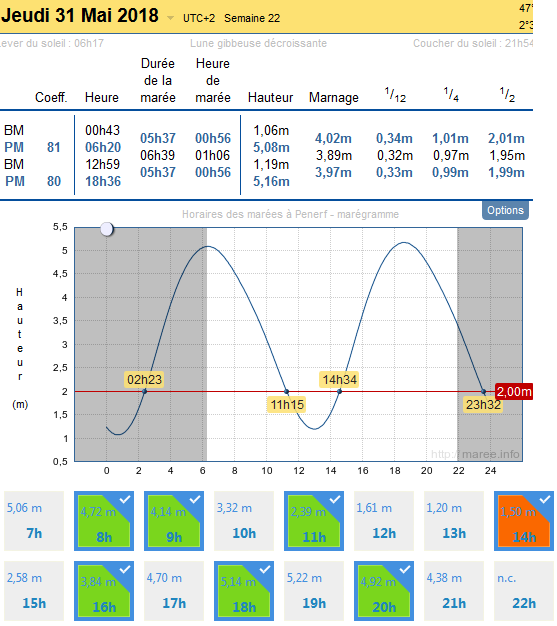 Jeudi 31 Mai 2018 UTC+2 Semaine 22
47°
2°3
Lever du soleil : 06h17 Lune gibbeuse décroissante Coucher du soleil : 21h54
Coeff. Heure Durée de la marée Heure de marée Hauteur Marnage 1/12 1/4 1/2
BM 00h43 1,06m
05h37 00h56 4,02m 0,34m 1,01m 2,01m
PM 81 06h20 5,08m
06h39 01h06 3,89m 0,32m 0,97m 1,95m
BM 12h59 1,19m
05h37 00h56 3,97m 0,33m 0,99m 1,99m
PM 80 18h36 5,16m
Options
Horaires des marées à Penerf - marégramme
5,5
5
4,5
4
3,5
3
2,5
2
1,5
1
0,5
Hauteur
(m)
02h23
14h34
2,00m
11h15
23h32
http://maree.info
0 2 4 6 8 10 12 14 16 18 20 22 24
5,06 m 4,72 m 4,14 m 3,32 m 2,39 m 1,61 m 1,20 m 1,50 m
7h 8h 9h 10h 11h 12h 13h 14h
2,58 m 3,84 m 4,70 m 5,14 m 5,22 m 4,92 m 4,38 m n.c.
15h 16h 17h 18h 19h 20h 21h 22h